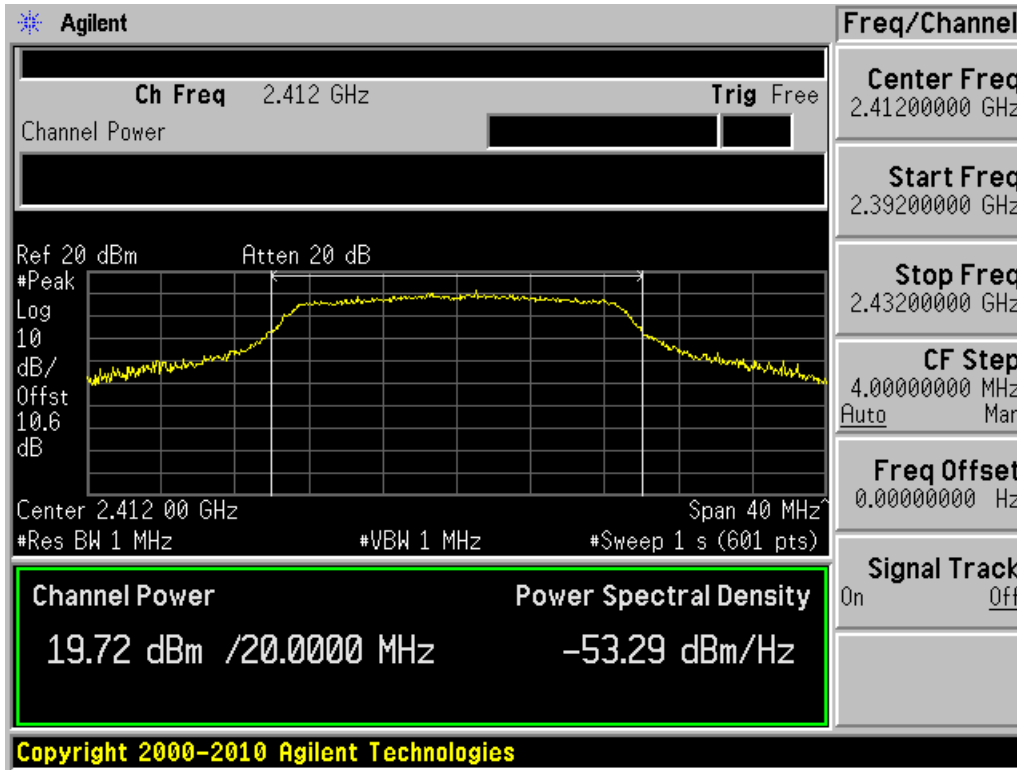 Agilent
Freq/Channel
Ch Freq 2.412 GHz Trig Free
Channel Power
Center Freq
2.41200000 GHz
Start Freq
2.39200000 GHz
Stop Freq
2.43200000 GHz
CF Step
4.00000000 MHz
Auto Man
Freq Offset
0.00000000 Hz
Signal Track
On Off
Ref 20 dBm Atten 20 dB
#Peak
Log
10
dB/
Offst
10.6
dB
Center 2.412 00 GHz Span 40 MHz^
#Res BW 1 MHz #VBW 1 MHz #Sweep 1 s (601 pts)
Channel Power Power Spectral Density
19.72 dBm /20.0000 MHz -53.29 dBm/Hz
Copyright 2000-2010 Agilent Technologies